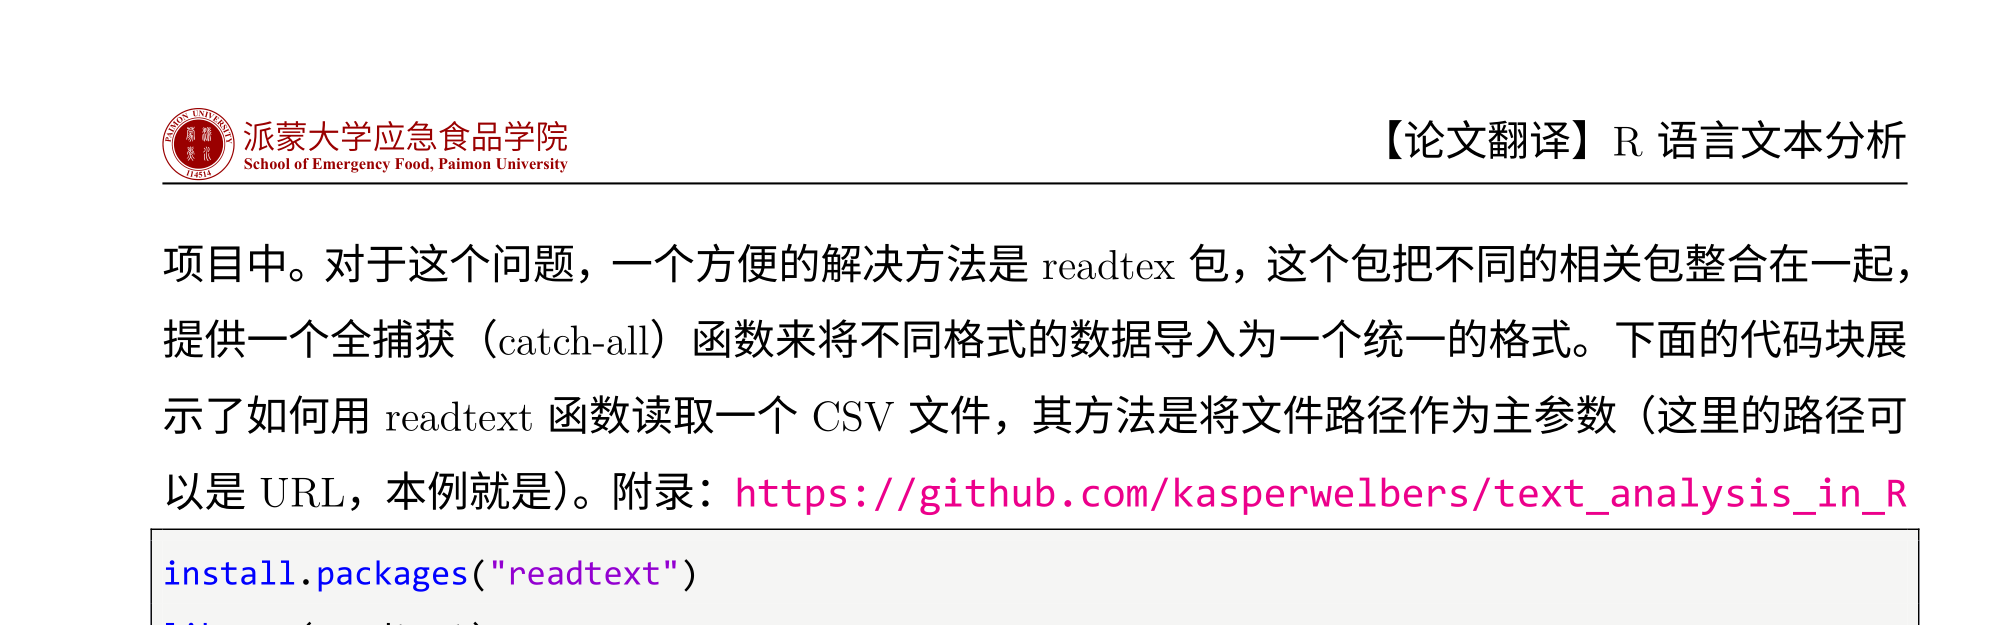 PAIMON UNIVERSITY
114514
派蒙大学应急食品学院
School of Emergency Food, Paimon University
【论文翻译】R 语言文本分析
项目中。对于这个问题，一个方便的解决方法是 readtex 包，这个包把不同的相关包整合在一起，
提供一个全捕获（catch-all）函数来将不同格式的数据导入为一个统一的格式。下面的代码块展
示了如何用 readtext 函数读取一个 CSV 文件，其方法是将文件路径作为主参数（这里的路径可
以是 URL，本例就是）。附录：https://github.com/kasperwelbers/text_analysis_in_R
install.packages("readtext")